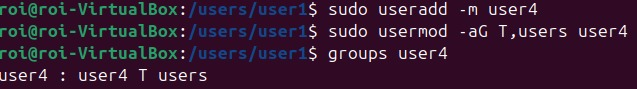 roi@roi-VirtualBox:/users/user1$ sudo useradd -m user4
roi@roi-VirtualBox:/users/user1$ sudo usermod -aG T,users user4
roi@roi-VirtualBox:/users/user1$ groups user4
user4 : user4 T users